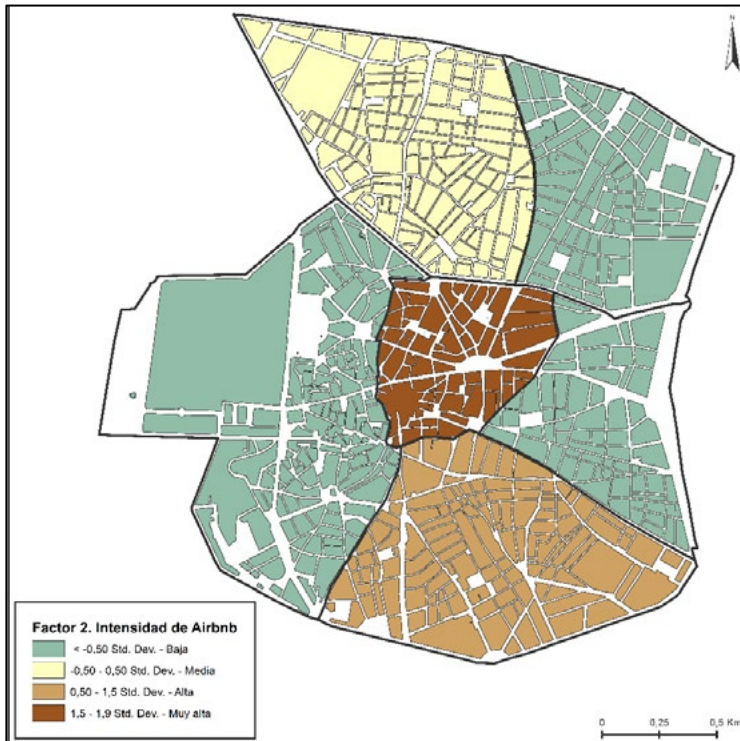 N
Factor 2. Intensidad de Airbnb
< -0,50 Std. Dev. - Baja
-0,50 - 0,50 Std. Dev. - Media
0,50 - 1,5 Std. Dev. - Alta
1,5 - 1,9 Std. Dev. - Muy alta
0 0,25 0,5 Km